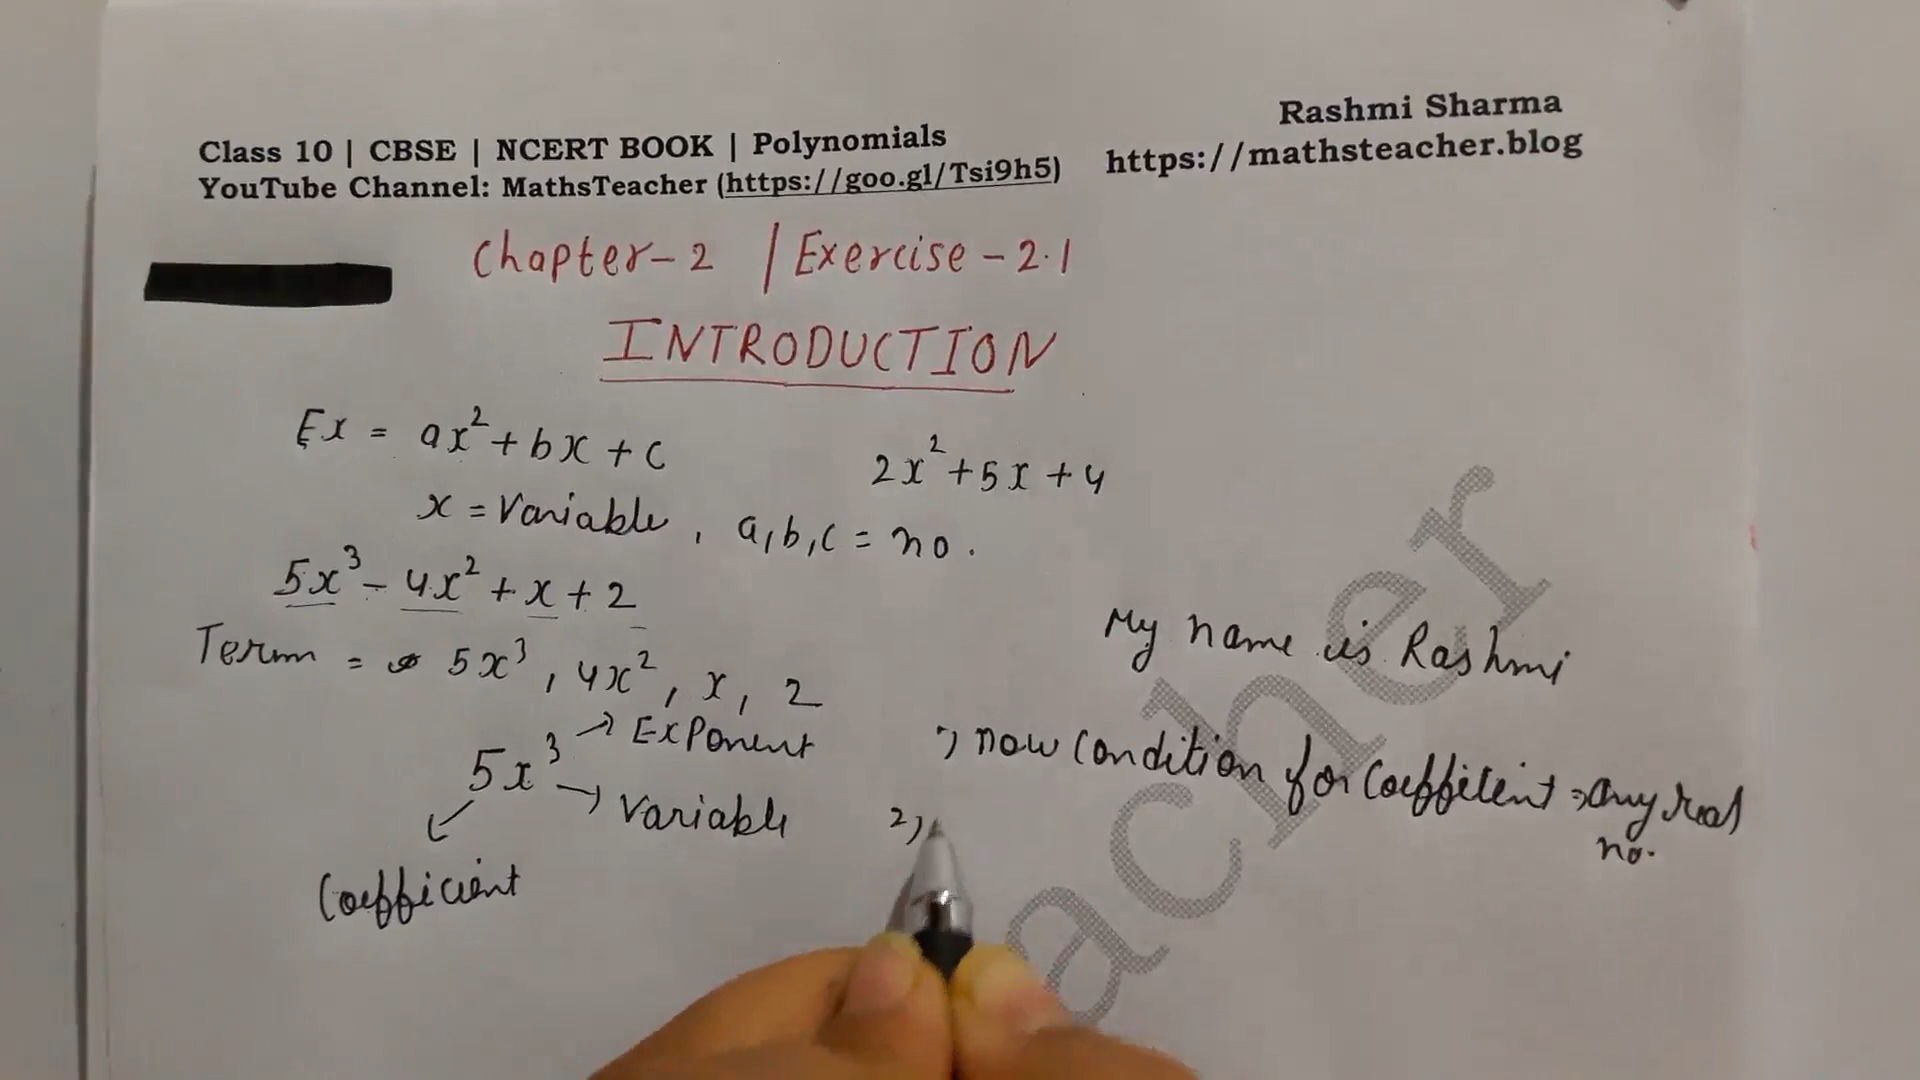 Rashmi Sharma
Class 10 | CBSE | NCERT BOOK | Polynomials
https://mathsteacher.blog
YouTube Channel: MathsTeacher (https://goo.gl/Tsi9h5)
Chapter-2 | Exercise - 2.1
INTRODUCTION
Ex = ax² + bx + c
2x² + 5x + 4
x = Variable, a, b, c = no.
5x³ - 4x² + x + 2
Term = 5x³, 4x², x, 2
My name is Rashmi
5x³ → Exponent
→ Variable
Coefficient
1) now condition for Coefficient → any real no.
2)
acher